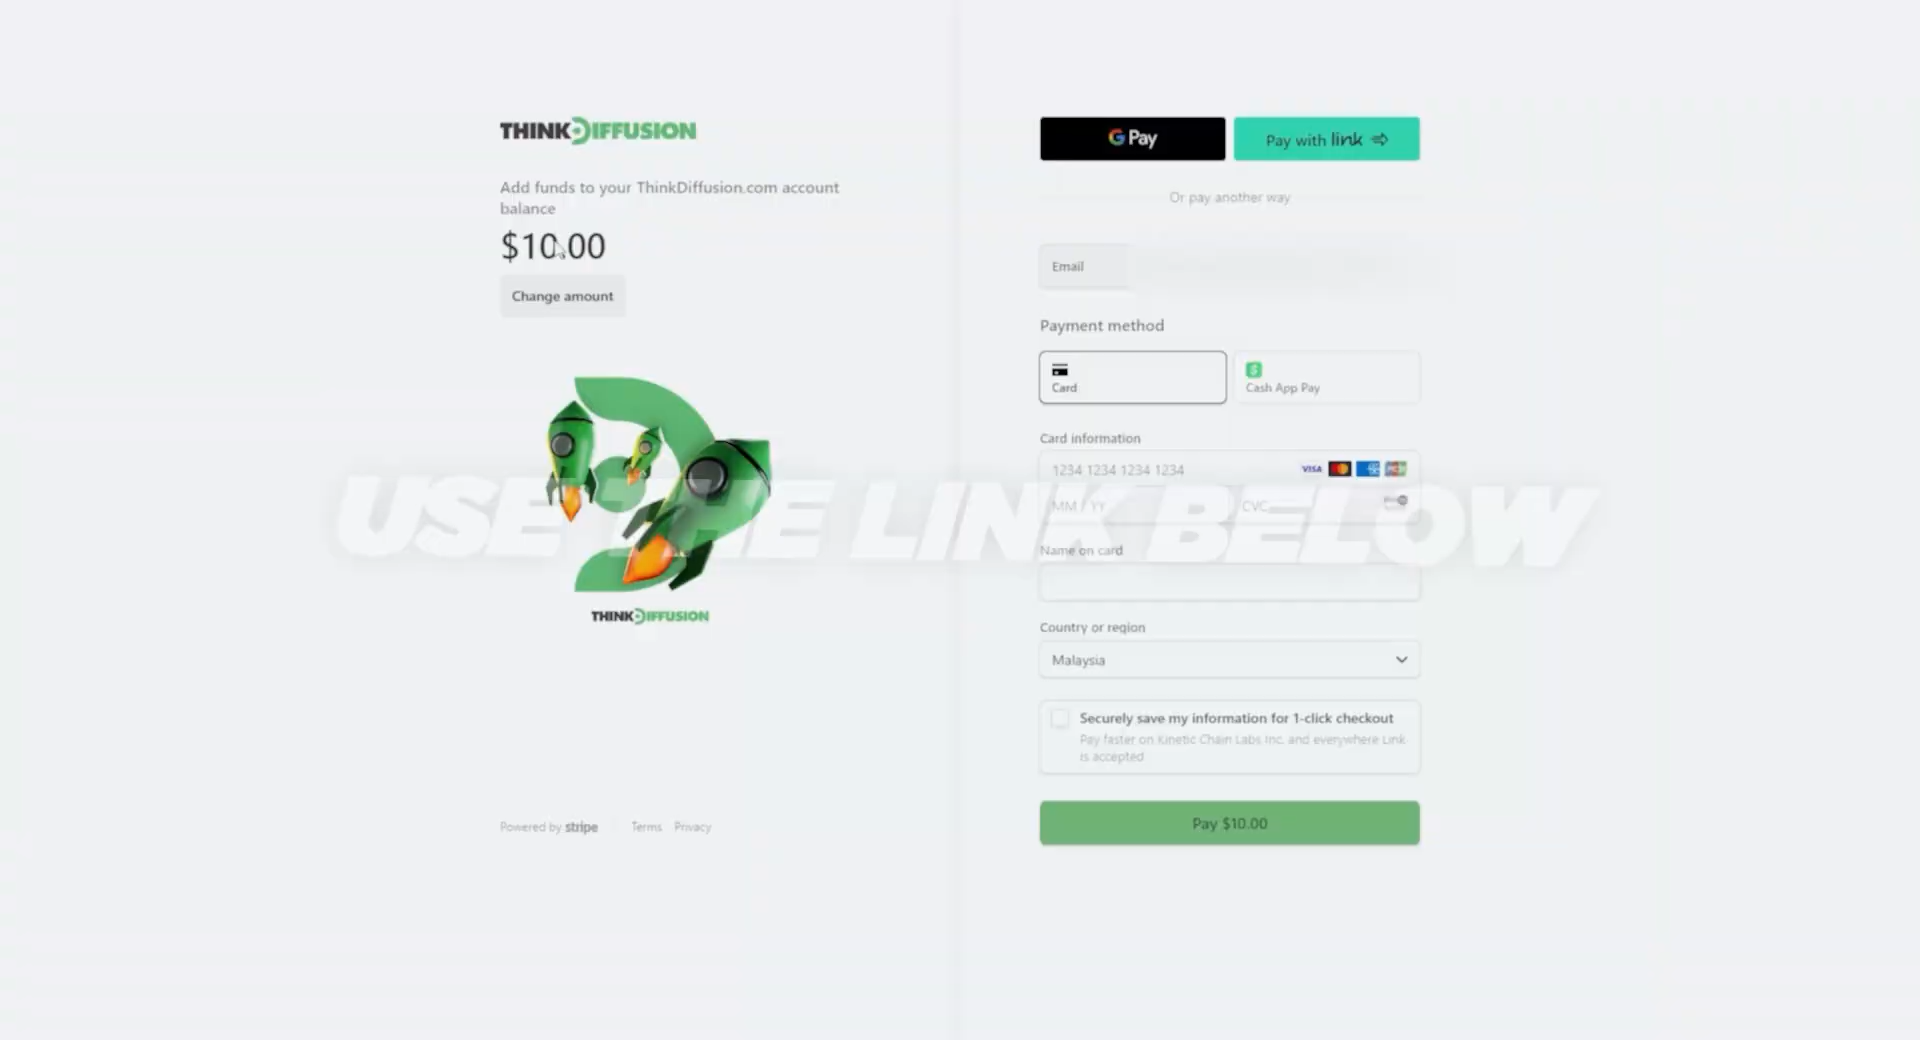 THINKDIFFUSION
Add funds to your ThinkDiffusion.com account
balance
$10.00
Change amount
THINKDIFFUSION
Powered by stripe
Terms
Privacy
G Pay
Pay with link
Or pay another way
Email
Payment method
Card
Cash App Pay
Card information
1234 1234 1234 1234
VISA
MM / YY
CVC
Name on card
Country or region
Malaysia
Securely save my information for 1-click checkout
Pay faster on Kinetic Chain Labs Inc. and everywhere Link
is accepted
Pay $10.00
USE THE LINK BELOW